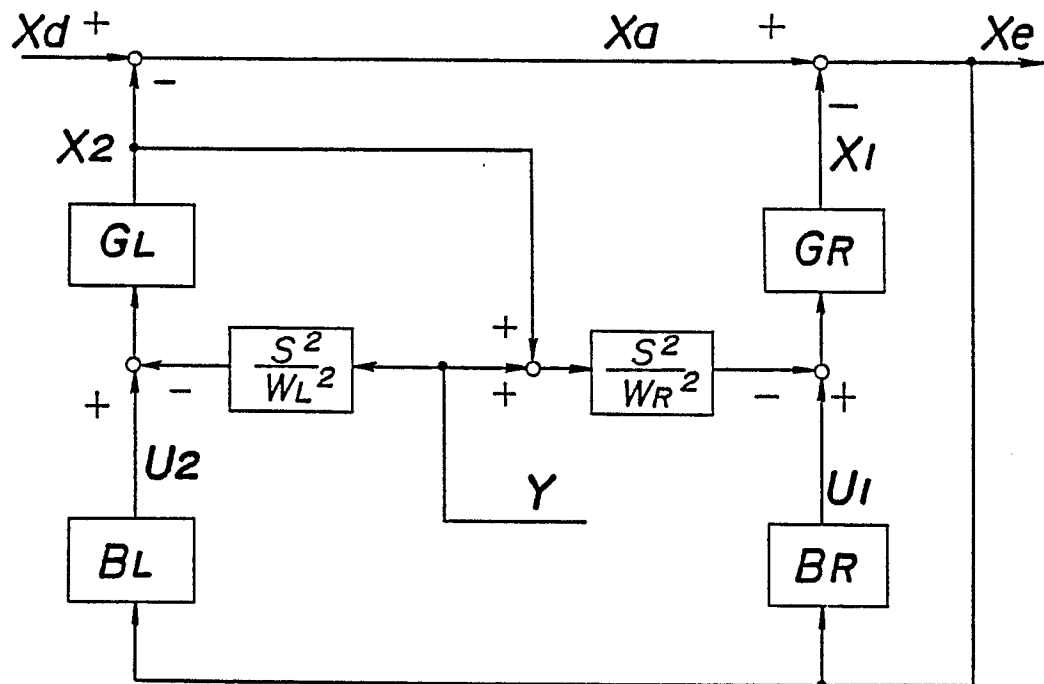 Xd + Xa + Xe
− −
X2 X1
GL GR
+
S² S²
WL² WR²
− + − +
+
U2 U1
Y
BL BR